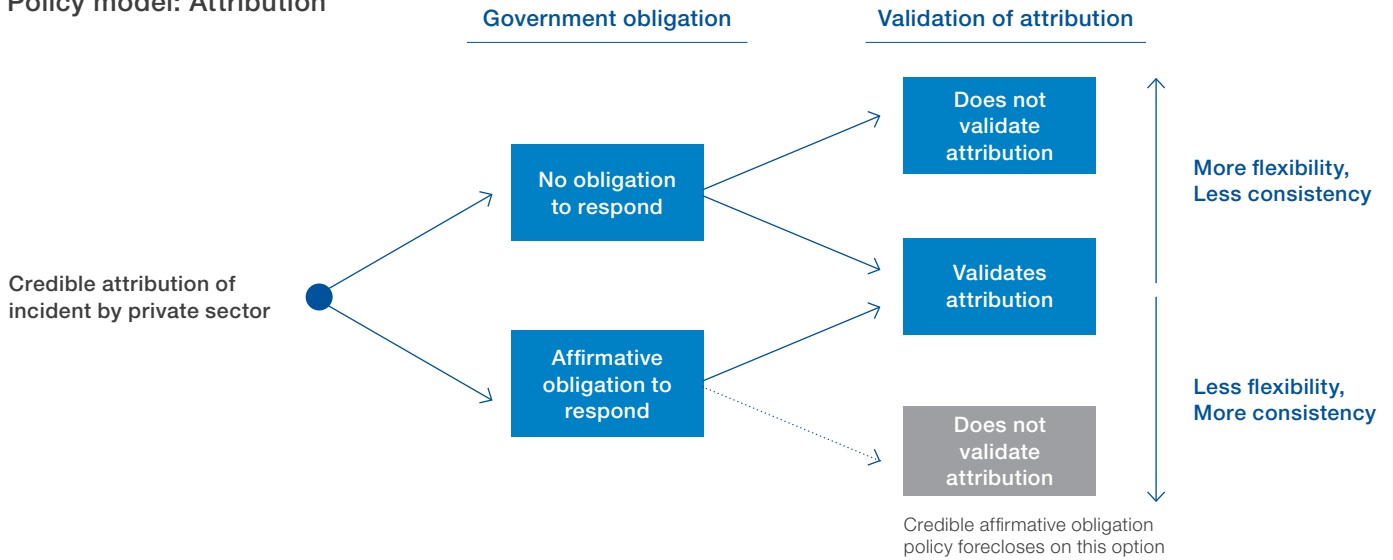 Policy model: Attribution
Government obligation
Validation of attribution
Does not
validate
attribution
No obligation
to respond
More flexibility,
Less consistency
Credible attribution of
incident by private sector
Validates
attribution
Affirmative
obligation to
respond
Less flexibility,
More consistency
Does not
validate
attribution
Credible affirmative obligation
policy forecloses on this option